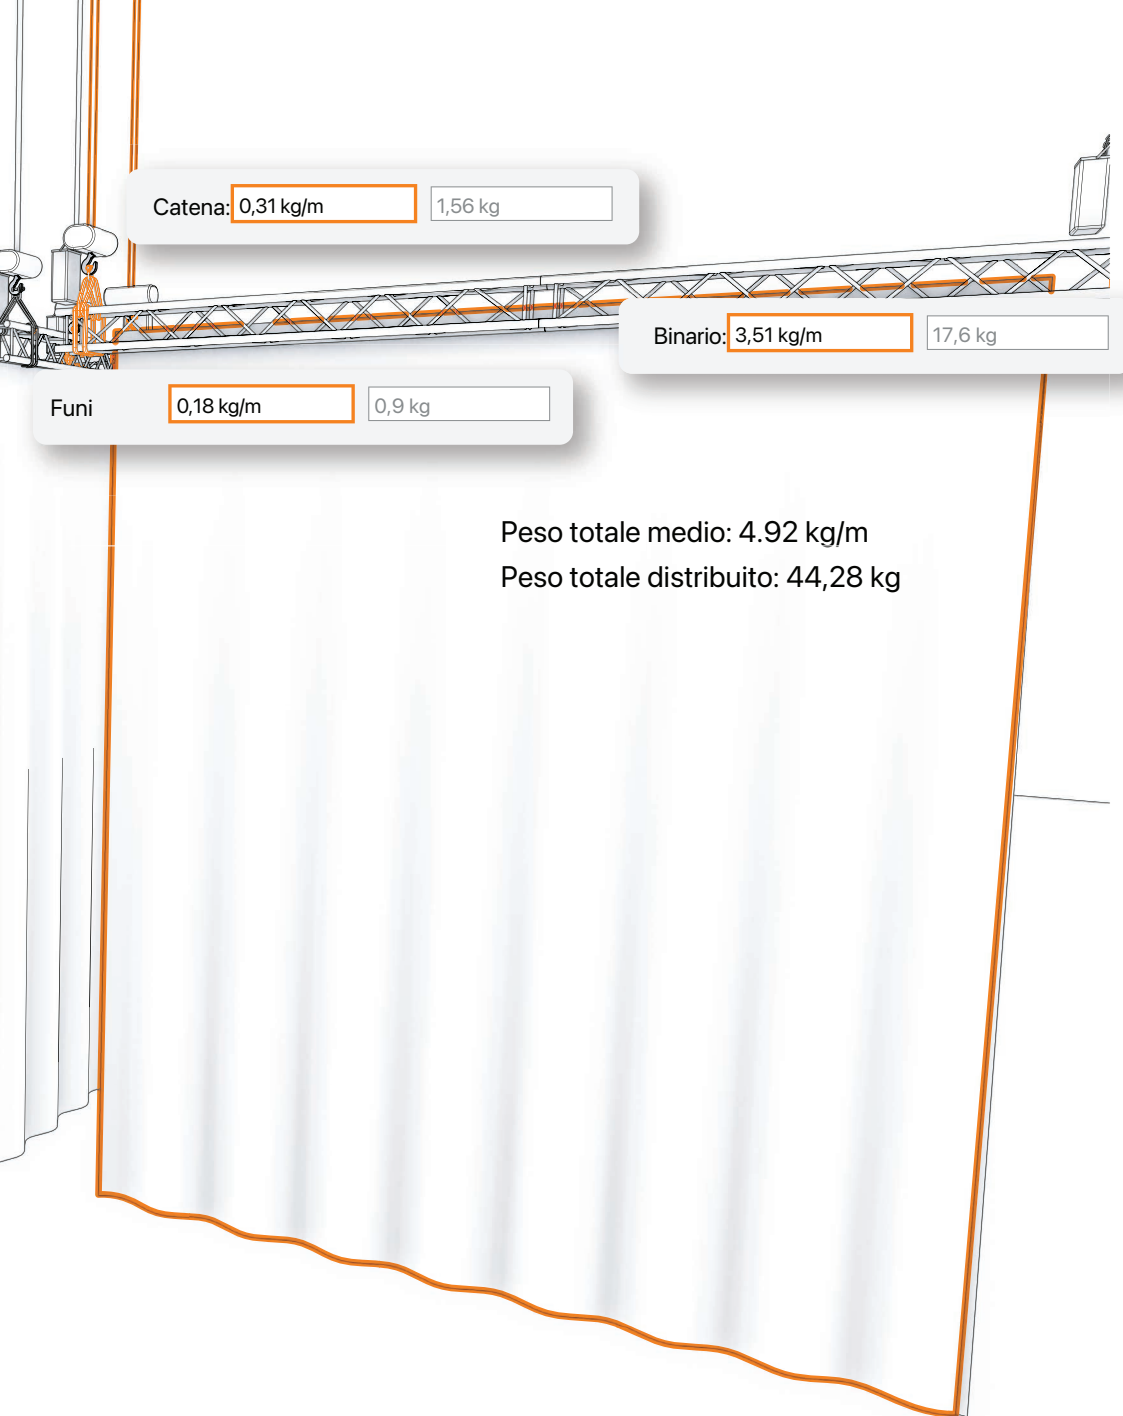 Catena: 0,31 kg/m 1,56 kg
Binario: 3,51 kg/m 17,6 kg
Funi 0,18 kg/m 0,9 kg
Peso totale medio: 4.92 kg/m
Peso totale distribuito: 44,28 kg